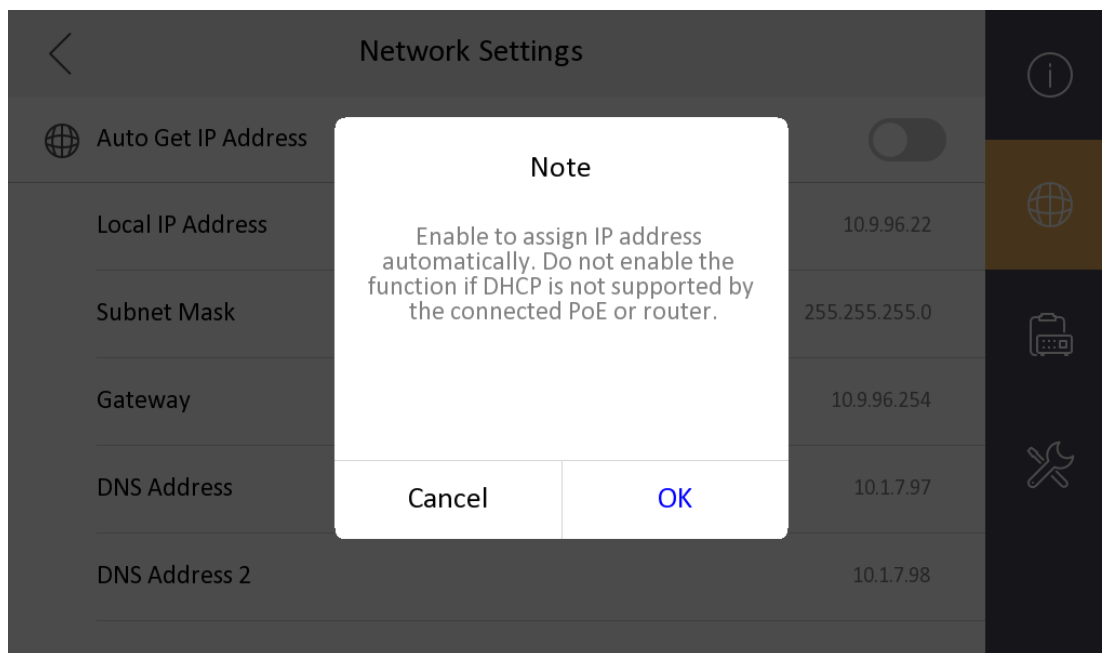 Network Settings
Auto Get IP Address
Note
Enable to assign IP address
automatically. Do not enable the
function if DHCP is not supported by
the connected PoE or router.
Cancel
OK
Local IP Address
10.9.96.22
Subnet Mask
255.255.255.0
Gateway
10.9.96.254
DNS Address
10.1.7.97
DNS Address 2
10.1.7.98